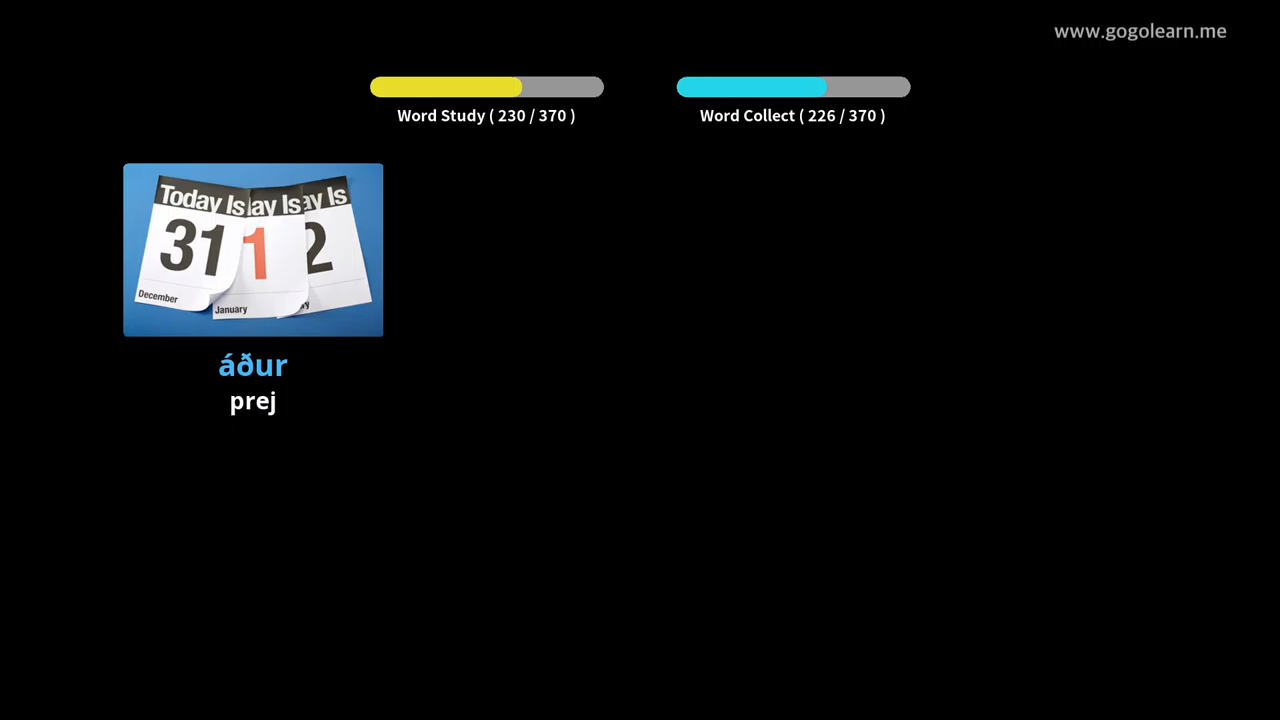 www.gogolearn.me
Word Study ( 230 / 370 )
Word Collect ( 226 / 370 )
Today Is
ay Is
ay Is
31
1
2
December
January
ry
áður
prej